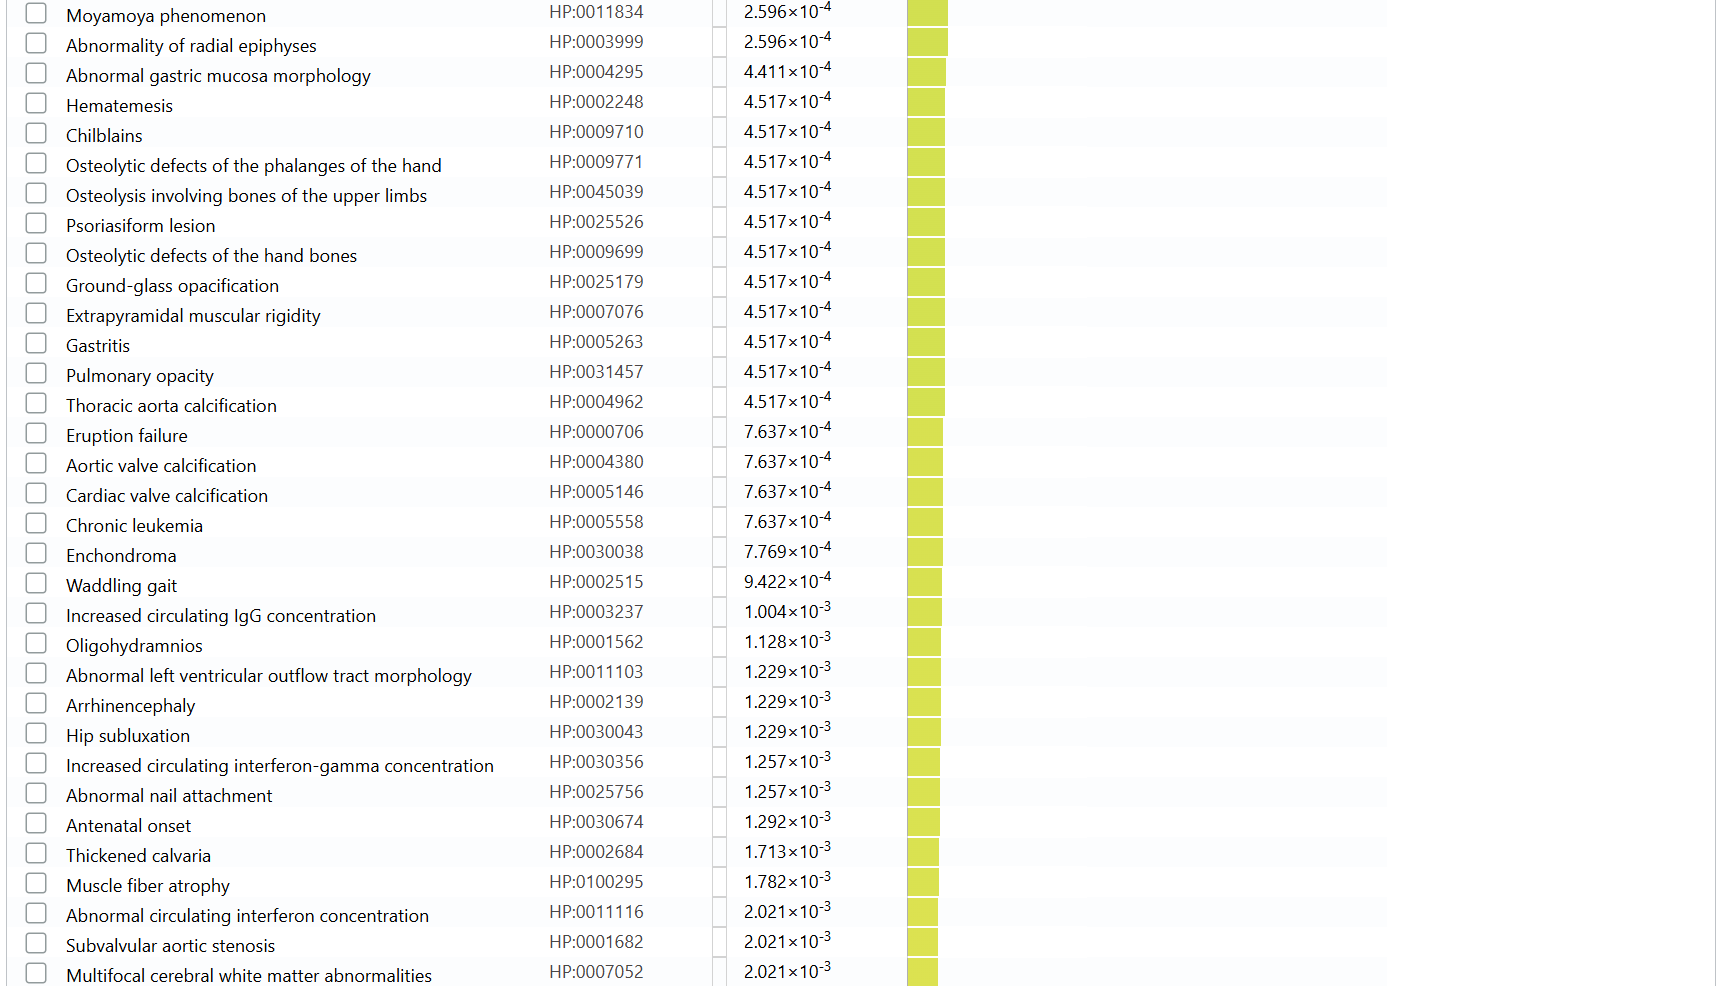 Moyamoya phenomenon HP:0011834 2.596×10-4
Abnormality of radial epiphyses HP:0003999 2.596×10-4
Abnormal gastric mucosa morphology HP:0004295 4.411×10-4
Hematemesis HP:0002248 4.517×10-4
Chilblains HP:0009710 4.517×10-4
Osteolytic defects of the phalanges of the hand HP:0009771 4.517×10-4
Osteolysis involving bones of the upper limbs HP:0045039 4.517×10-4
Psoriasiform lesion HP:0025526 4.517×10-4
Osteolytic defects of the hand bones HP:0009699 4.517×10-4
Ground-glass opacification HP:0025179 4.517×10-4
Extrapyramidal muscular rigidity HP:0007076 4.517×10-4
Gastritis HP:0005263 4.517×10-4
Pulmonary opacity HP:0031457 4.517×10-4
Thoracic aorta calcification HP:0004962 4.517×10-4
Eruption failure HP:0000706 7.637×10-4
Aortic valve calcification HP:0004380 7.637×10-4
Cardiac valve calcification HP:0005146 7.637×10-4
Chronic leukemia HP:0005558 7.637×10-4
Enchondroma HP:0030038 7.769×10-4
Waddling gait HP:0002515 9.422×10-4
Increased circulating IgG concentration HP:0003237 1.004×10-3
Oligohydramnios HP:0001562 1.128×10-3
Abnormal left ventricular outflow tract morphology HP:0011103 1.229×10-3
Arrhinencephaly HP:0002139 1.229×10-3
Hip subluxation HP:0030043 1.229×10-3
Increased circulating interferon-gamma concentration HP:0030356 1.257×10-3
Abnormal nail attachment HP:0025756 1.257×10-3
Antenatal onset HP:0030674 1.292×10-3
Thickened calvaria HP:0002684 1.713×10-3
Muscle fiber atrophy HP:0100295 1.782×10-3
Abnormal circulating interferon concentration HP:0011116 2.021×10-3
Subvalvular aortic stenosis HP:0001682 2.021×10-3
Multifocal cerebral white matter abnormalities HP:0007052 2.021×10-3